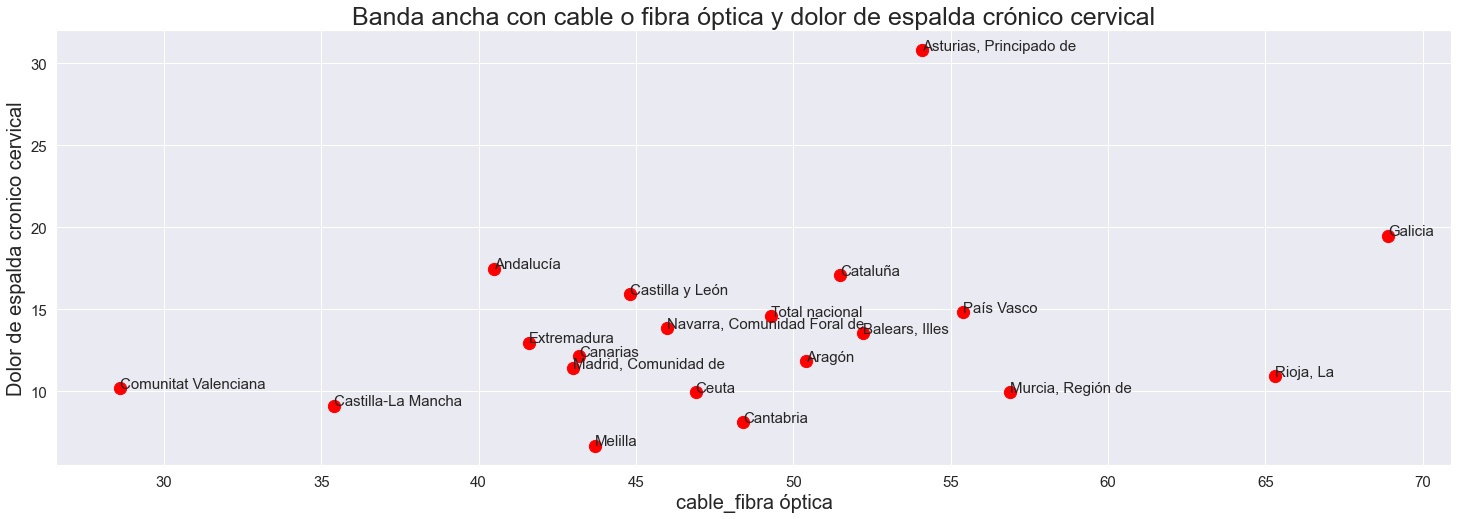 Banda ancha con cable o fibra óptica y dolor de espalda crónico cervical
Dolor de espalda cronico cervical
30
25
20
15
10
Asturias, Principado de
Galicia
Andalucía
Cataluña
Castilla y León
Total nacional
País Vasco
Navarra, Comunidad Foral de
Balears, Illes
Extremadura
Canarias
Aragón
Madrid, Comunidad de
Rioja, La
Comunitat Valenciana
Ceuta
Murcia, Región de
Castilla-La Mancha
Cantabria
Melilla
30 35 40 45 50 55 60 65 70
cable_fibra óptica